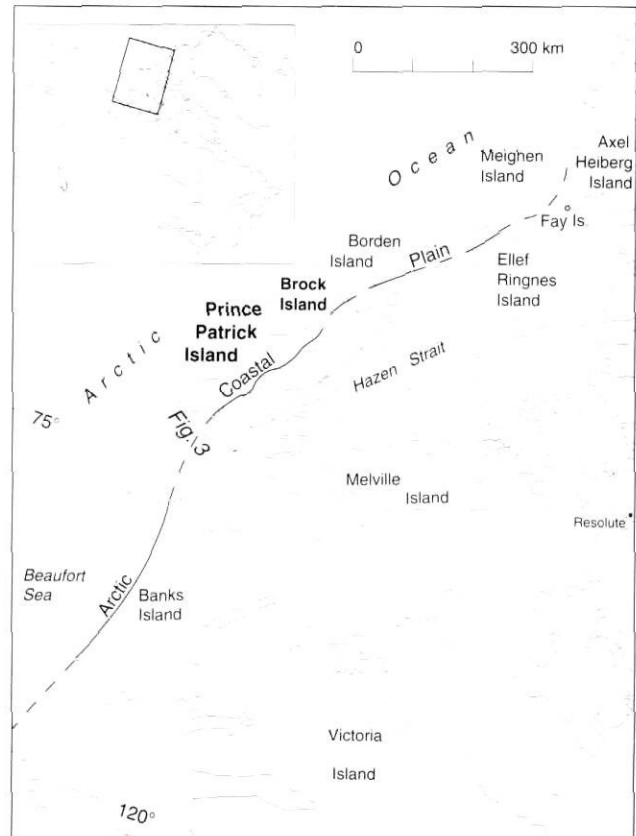 0 300 km
Arctic Ocean
Meighen
Island
Axel
Heiberg
Island
Fay Is
Borden
Island
Arctic Coastal Plain
Ellef
Ringnes
Island
Brock
Island
Prince
Patrick
Island
Hazen Strait
75°
Fig. 3
Melville
Island
Resolute
Beaufort
Sea
Banks
Island
Victoria
Island
120°